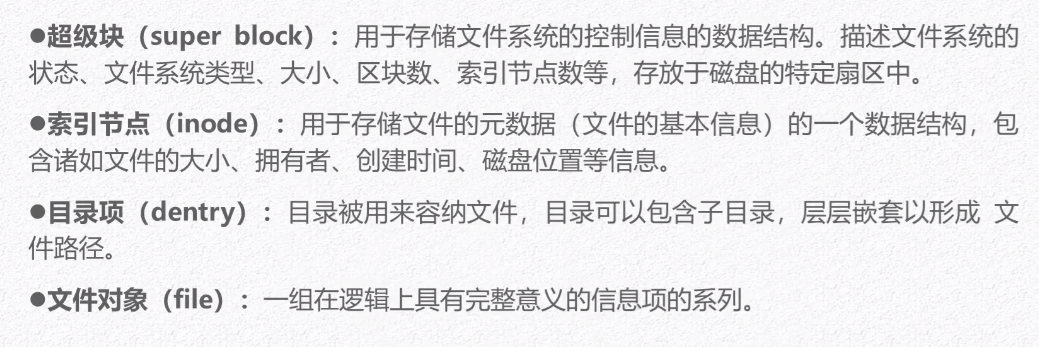 ●超级块（super block）：用于存储文件系统的控制信息的数据结构。描述文件系统的
状态、文件系统类型、大小、区块数、索引节点数等，存放于磁盘的特定扇区中。
●索引节点（inode）：用于存储文件的元数据（文件的基本信息）的一个数据结构，包
含诸如文件的大小、拥有者、创建时间、磁盘位置等信息。
●目录项（dentry）：目录被用来容纳文件，目录可以包含子目录，层层嵌套以形成 文
件路径。
●文件对象（file）：一组在逻辑上具有完整意义的信息项的系列。